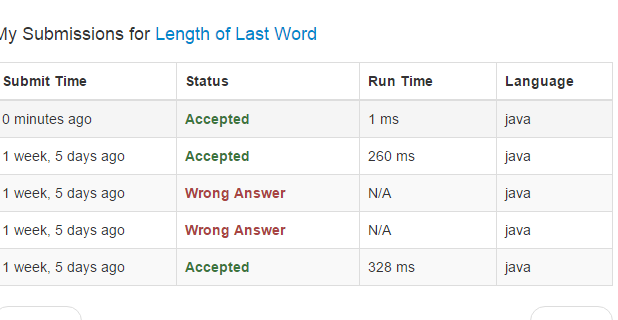 My Submissions for Length of Last Word
Submit Time Status Run Time Language
0 minutes ago Accepted 1 ms java
1 week, 5 days ago Accepted 260 ms java
1 week, 5 days ago Wrong Answer N/A java
1 week, 5 days ago Wrong Answer N/A java
1 week, 5 days ago Accepted 328 ms java